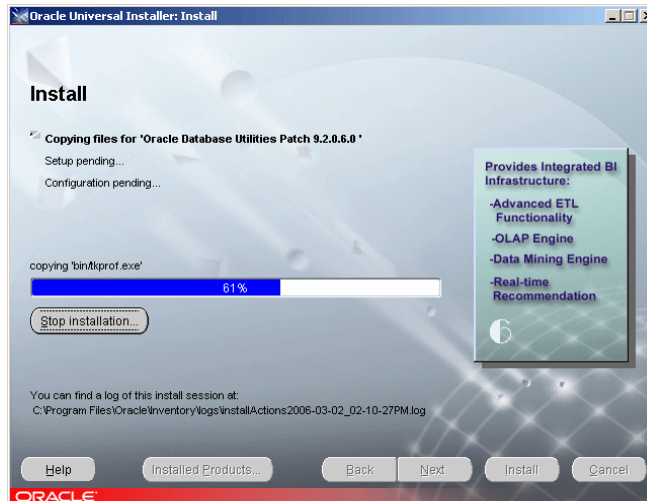 Oracle Universal Installer: Install
Install
Copying files for 'Oracle Database Utilities Patch 9.2.0.6.0 '
Setup pending...
Configuration pending...
Provides Integrated BI
Infrastructure:
-Advanced ETL
Functionality
-OLAP Engine
-Data Mining Engine
-Real-time
Recommendation
6
copying 'bin/tkprof.exe'
61%
Stop installation...
You can find a log of this install session at:
C:\Program Files\Oracle\Inventory\logs\installActions2006-03-02_02-10-27PM.log
Help
Installed Products...
Back
Next
Install
Cancel
ORACLE